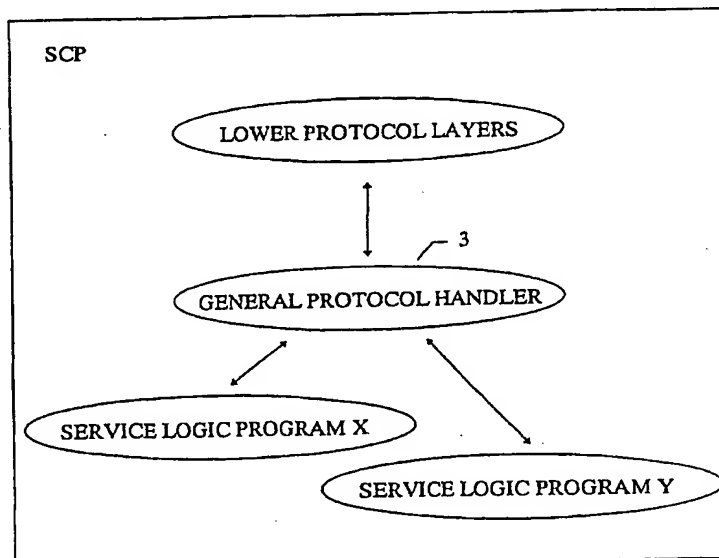 SCP
LOWER PROTOCOL LAYERS
3
GENERAL PROTOCOL HANDLER
SERVICE LOGIC PROGRAM X
SERVICE LOGIC PROGRAM Y